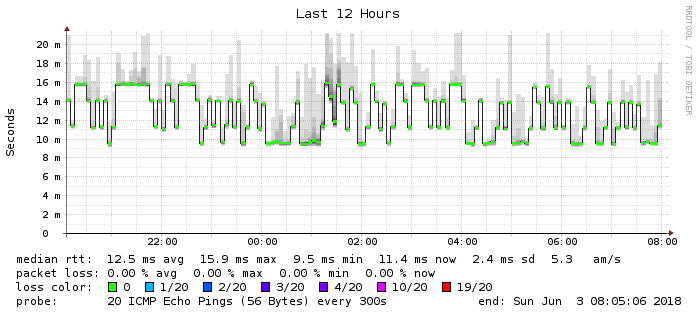 Last 12 Hours
RRDTOOL / TOBI OETIKER
Seconds
20 m
18 m
16 m
14 m
12 m
10 m
8 m
6 m
4 m
2 m
0
22:00 00:00 02:00 04:00 06:00 08:00
median rtt: 12.5 ms avg 15.9 ms max 9.5 ms min 11.4 ms now 2.4 ms sd 5.3 am/s
packet loss: 0.00 % avg 0.00 % max 0.00 % min 0.00 % now
loss color: 0 1/20 2/20 3/20 4/20 10/20 19/20
probe: 20 ICMP Echo Pings (56 Bytes) every 300s end: Sun Jun 3 08:05:06 2018